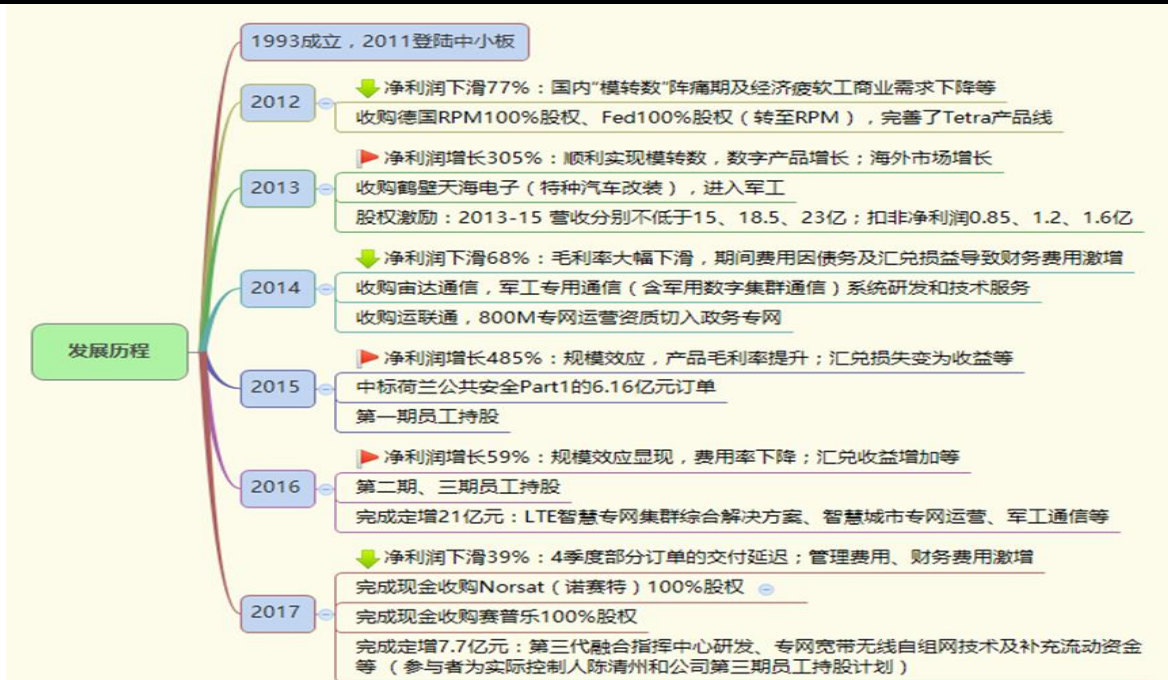 1993成立，2011登陆中小板
2012
净利润下滑77%：国内“模转数”阵痛期及经济疲软工商业需求下降等
收购德国RPM100%股权、Fed100%股权（转至RPM），完善了Tetra产品线
2013
净利润增长305%：顺利实现模转数，数字产品增长；海外市场增长
收购鹤壁天海电子（特种汽车改装），进入军工
股权激励：2013-15 营收分别不低于15、18.5、23亿；扣非净利润0.85、1.2、1.6亿
2014
净利润下滑68%：毛利率大幅下滑，期间费用因债务及汇兑损益导致财务费用激增
收购宙达通信，军工专用通信（含军用数字集群通信）系统研发和技术服务
收购运联通，800M专网运营资质切入政务专网
发展历程
2015
净利润增长485%：规模效应，产品毛利率提升；汇兑损失变为收益等
中标荷兰公共安全Part1的6.16亿元订单
第一期员工持股
2016
净利润增长59%：规模效应显现，费用率下降；汇兑收益增加等
第二期、三期员工持股
完成定增21亿元：LTE智慧专网集群综合解决方案、智慧城市专网运营、军工通信等
2017
净利润下滑39%：4季度部分订单的交付延迟；管理费用、财务费用激增
完成现金收购Norsat（诺赛特）100%股权
完成现金收购赛普乐100%股权
完成定增7.7亿元：第三代融合指挥中心研发、专网宽带无线自组网技术及补充流动资金
等 （参与者为实际控制人陈清州和公司第三期员工持股计划）